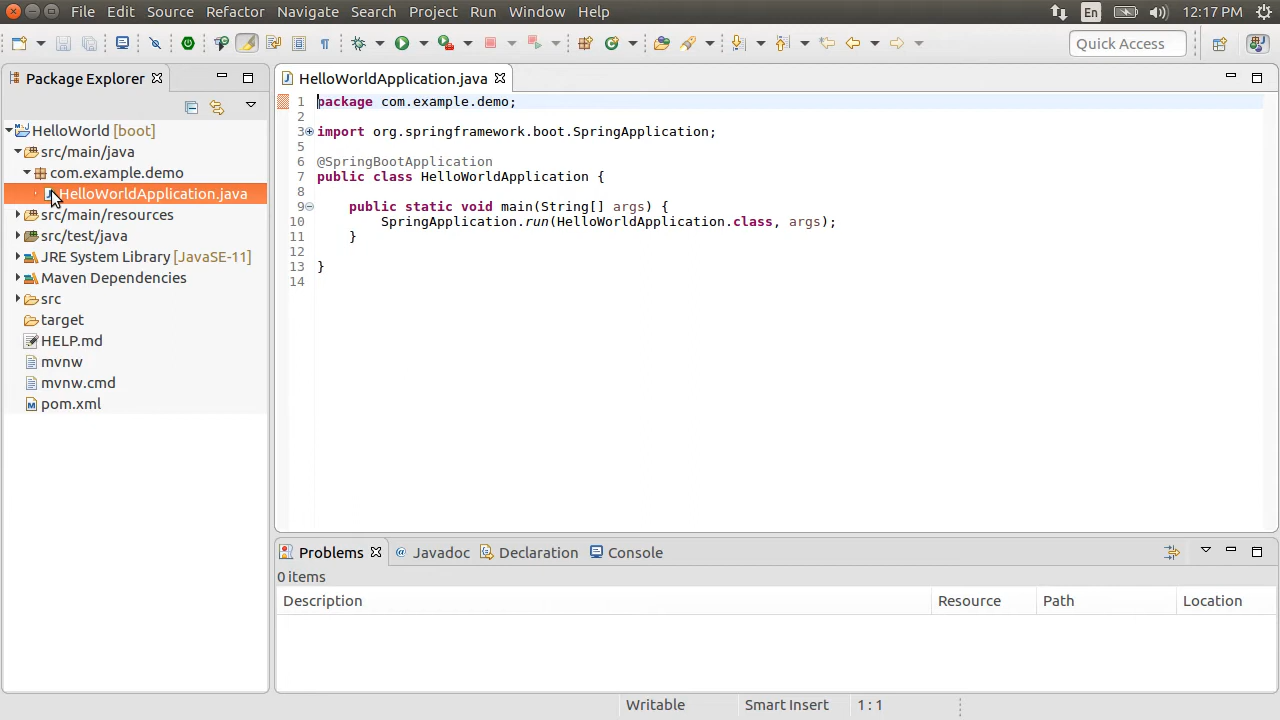 File Edit Source Refactor Navigate Search Project Run Window Help En 12:17 PM
Quick Access
Package Explorer
HelloWorldApplication.java
HelloWorld [boot]
src/main/java
com.example.demo
HelloWorldApplication.java
src/main/resources
src/test/java
JRE System Library [JavaSE-11]
Maven Dependencies
src
target
HELP.md
mvnw
mvnw.cmd
pom.xml
1 package com.example.demo;
2
3 import org.springframework.boot.SpringApplication;
5
6 @SpringBootApplication
7 public class HelloWorldApplication {
8
9 public static void main(String[] args) {
10 SpringApplication.run(HelloWorldApplication.class, args);
11 }
12
13 }
14
Problems @ Javadoc Declaration Console
0 items
Description Resource Path Location
Writable Smart Insert 1 : 1